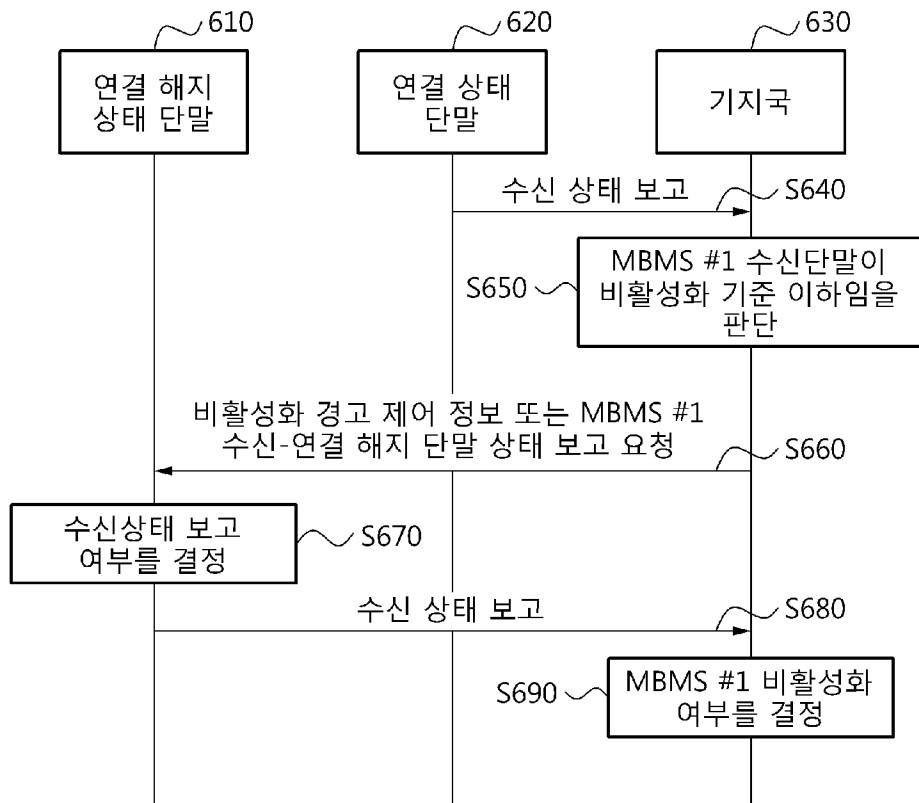 610
620
630
연결 해지
상태 단말
연결 상태
단말
기지국
수신 상태 보고
S640
S650
MBMS #1 수신단말이
비활성화 기준 이하임을
판단
비활성화 경고 제어 정보 또는 MBMS #1
수신-연결 해지 단말 상태 보고 요청
S660
수신상태 보고
여부를 결정
S670
수신 상태 보고
S680
S690
MBMS #1 비활성화
여부를 결정